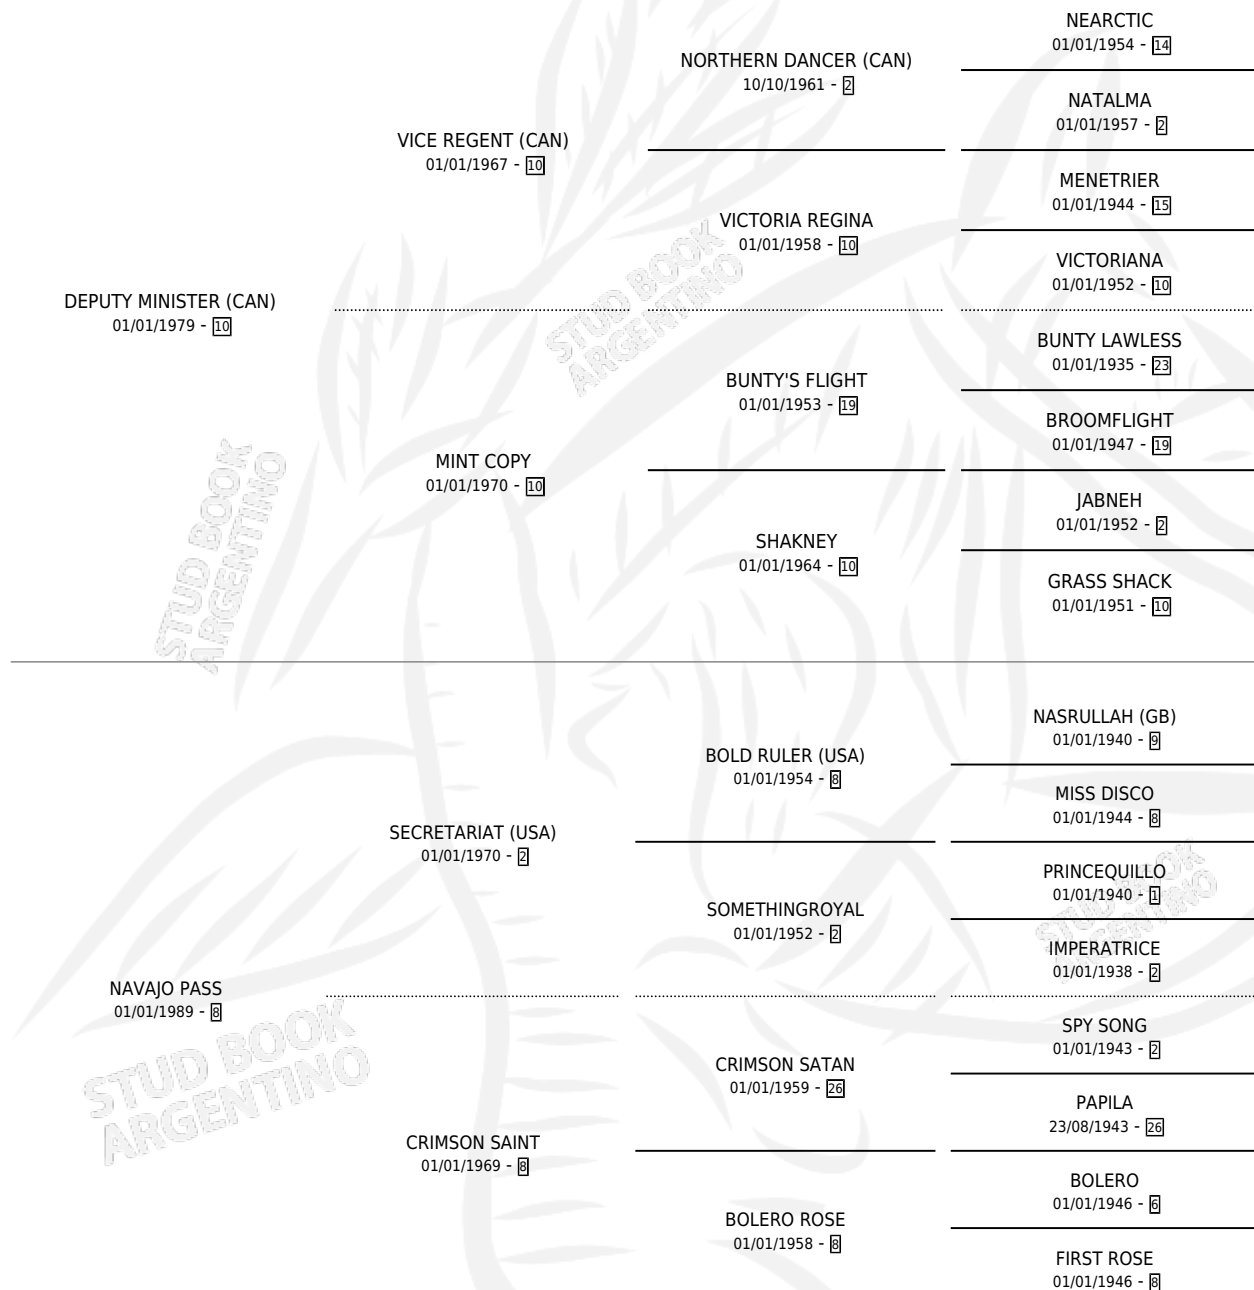 NEARCTIC
01/01/1954 - 14
NORTHERN DANCER (CAN)
10/10/1961 - 2
NATALMA
01/01/1957 - 2
VICE REGENT (CAN)
01/01/1967 - 10
MENETRIER
01/01/1944 - 15
VICTORIA REGINA
01/01/1958 - 10
VICTORIANA
01/01/1952 - 10
DEPUTY MINISTER (CAN)
01/01/1979 - 10
BUNTY LAWLESS
01/01/1935 - 23
BUNTY'S FLIGHT
01/01/1953 - 19
BROOMFLIGHT
01/01/1947 - 19
MINT COPY
01/01/1970 - 10
JABNEH
01/01/1952 - 2
SHAKNEY
01/01/1964 - 10
GRASS SHACK
01/01/1951 - 10
NASRULLAH (GB)
01/01/1940 - 9
BOLD RULER (USA)
01/01/1954 - 8
MISS DISCO
01/01/1944 - 8
SECRETARIAT (USA)
01/01/1970 - 2
PRINCEQUILLO
01/01/1940 - 1
SOMETHINGROYAL
01/01/1952 - 2
IMPERATRICE
01/01/1938 - 2
NAVAJO PASS
01/01/1989 - 8
SPY SONG
01/01/1943 - 2
CRIMSON SATAN
01/01/1959 - 26
PAPILA
23/08/1943 - 26
CRIMSON SAINT
01/01/1969 - 8
BOLERO
01/01/1946 - 6
BOLERO ROSE
01/01/1958 - 8
FIRST ROSE
01/01/1946 - 8
STUD BOOK
ARGENTINO
STUD BOOK
ARGENTINO
STUD BOOK
ARGENTINO
STUD BOOK
ARGENTINO